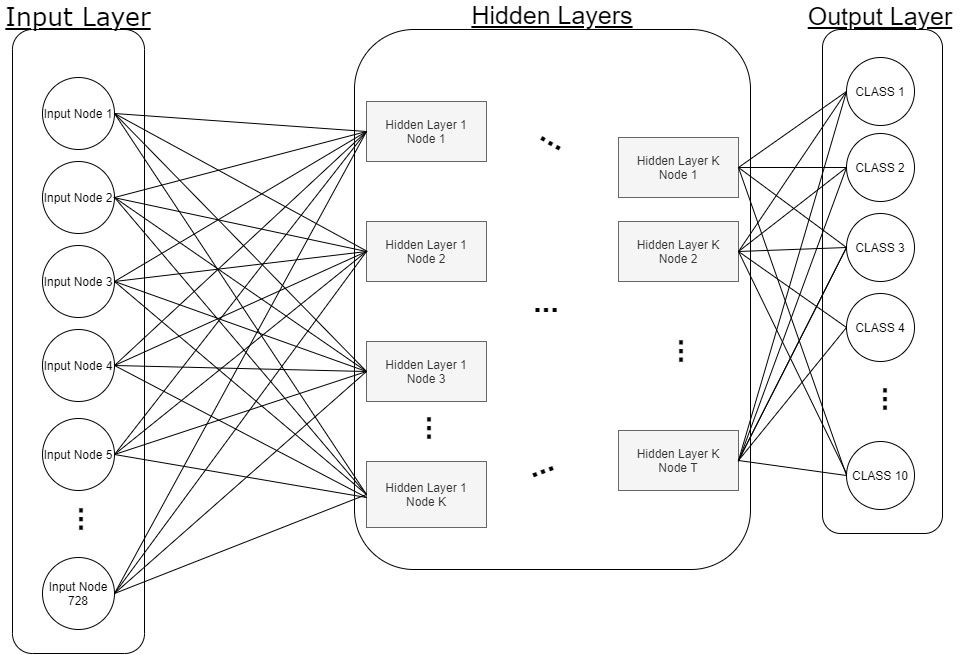 Input Layer
Hidden Layers
Output Layer
Input Node 1
Input Node 2
Input Node 3
Input Node 4
Input Node 5
Input Node
728
Hidden Layer 1
Node 1
Hidden Layer 1
Node 2
Hidden Layer 1
Node 3
Hidden Layer 1
Node K
Hidden Layer K
Node 1
Hidden Layer K
Node 2
Hidden Layer K
Node T
CLASS 1
CLASS 2
CLASS 3
CLASS 4
CLASS 10